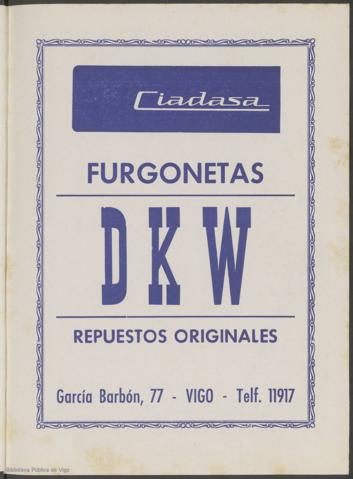 Ciadasa
FURGONETAS
DKW
REPUESTOS ORIGINALES
García Barbón, 77 - VIGO - Telf. 11917
Biblioteca Pública de Vigo